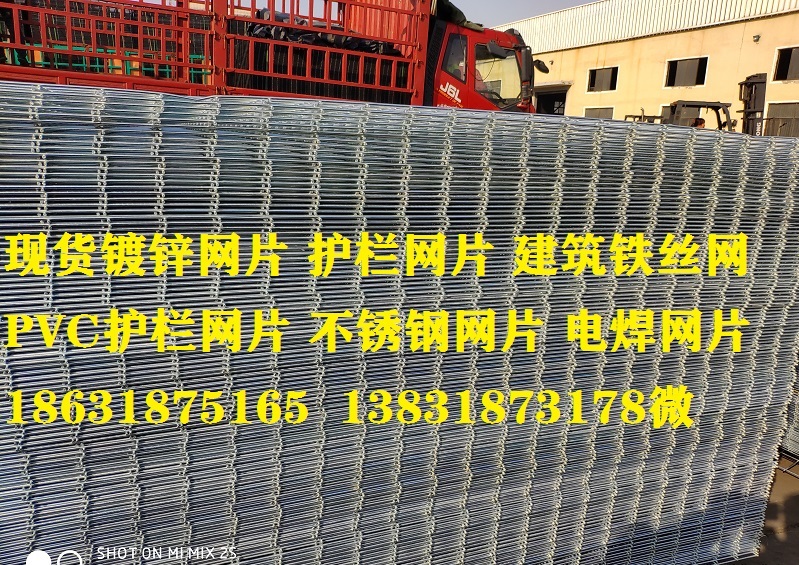 J6L
现货镀锌网片 护栏网片 建筑铁丝网
PVC护栏网片 不锈钢网片 电焊网片
18631875165 13831873178微
SHOT ON MI MIX 2S